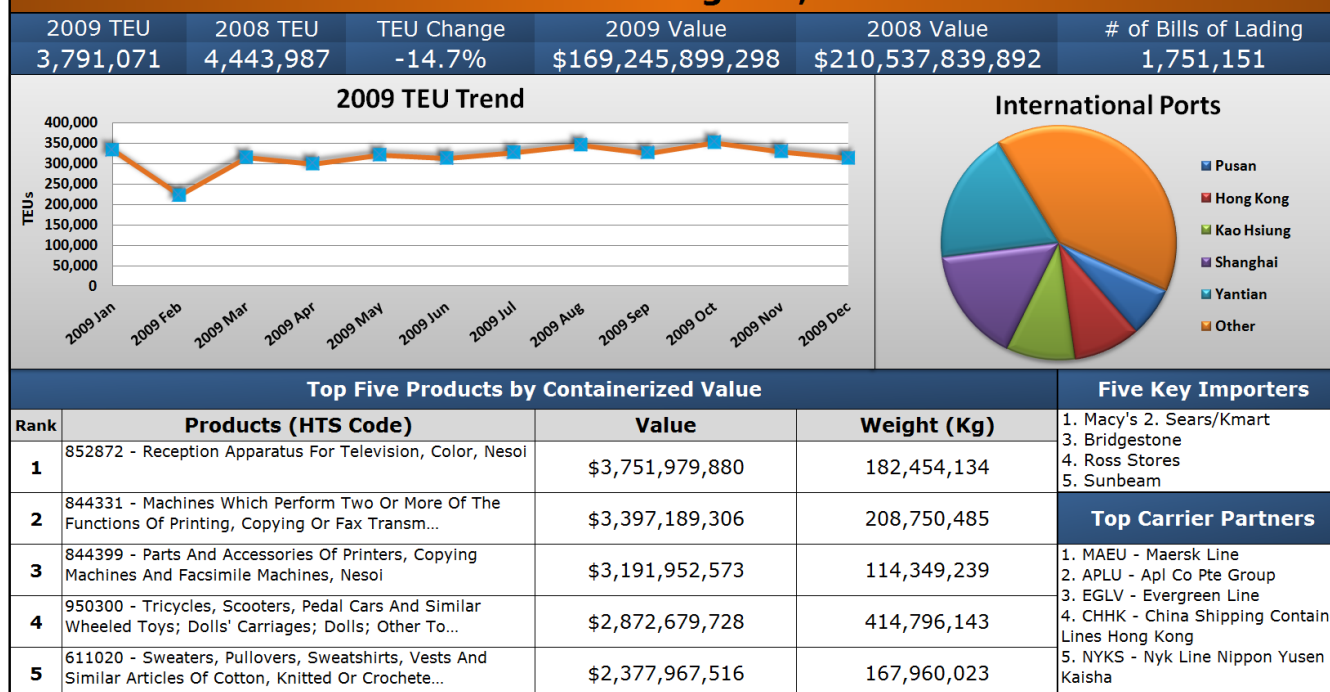 2009 TEU 2008 TEU TEU Change 2009 Value 2008 Value # of Bills of Lading
3,791,071 4,443,987 -14.7% $169,245,899,298 $210,537,839,892 1,751,151
2009 TEU Trend
400,000
350,000
300,000
250,000
200,000
150,000
100,000
50,000
0
TEUs
2009 Jan 2009 Feb 2009 Mar 2009 Apr 2009 May 2009 Jun 2009 Jul 2009 Aug 2009 Sep 2009 Oct 2009 Nov 2009 Dec
International Ports
Pusan
Hong Kong
Kao Hsiung
Shanghai
Yantian
Other
Top Five Products by Containerized Value
Rank Products (HTS Code) Value Weight (Kg)
1 852872 - Reception Apparatus For Television, Color, Nesoi $3,751,979,880 182,454,134
2 844331 - Machines Which Perform Two Or More Of The
Functions Of Printing, Copying Or Fax Transm... $3,397,189,306 208,750,485
3 844399 - Parts And Accessories Of Printers, Copying
Machines And Facsimile Machines, Nesoi $3,191,952,573 114,349,239
4 950300 - Tricycles, Scooters, Pedal Cars And Similar
Wheeled Toys; Dolls' Carriages; Dolls; Other To... $2,872,679,728 414,796,143
5 611020 - Sweaters, Pullovers, Sweatshirts, Vests And
Similar Articles Of Cotton, Knitted Or Crochete... $2,377,967,516 167,960,023
Five Key Importers
1. Macy's 2. Sears/Kmart
3. Bridgestone
4. Ross Stores
5. Sunbeam
Top Carrier Partners
1. MAEU - Maersk Line
2. APLU - Apl Co Pte Group
3. EGLV - Evergreen Line
4. CHHK - China Shipping Contain
Lines Hong Kong
5. NYKS - Nyk Line Nippon Yusen
Kaisha